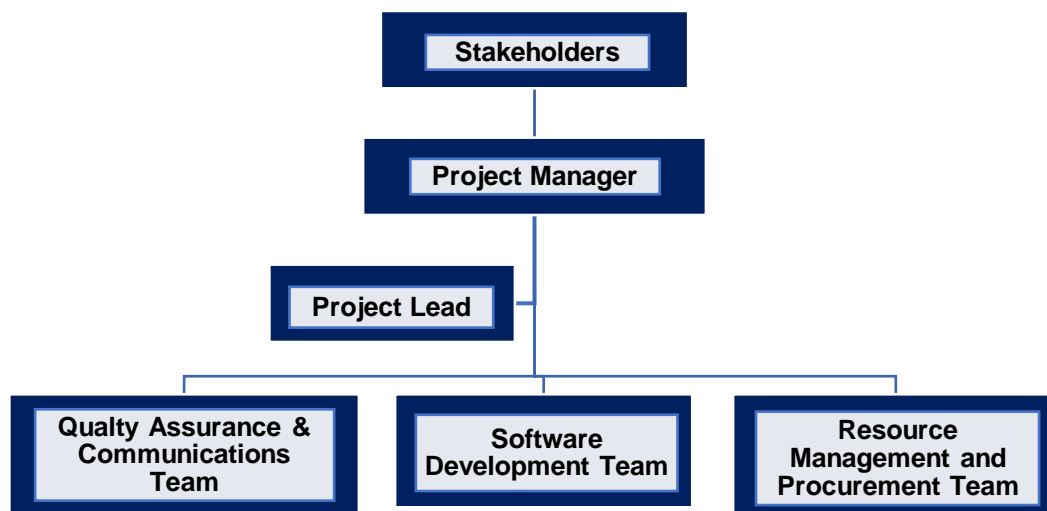 Stakeholders
Project Manager
Project Lead
Qualty Assurance &
Communications
Team
Software
Development Team
Resource
Management and
Procurement Team